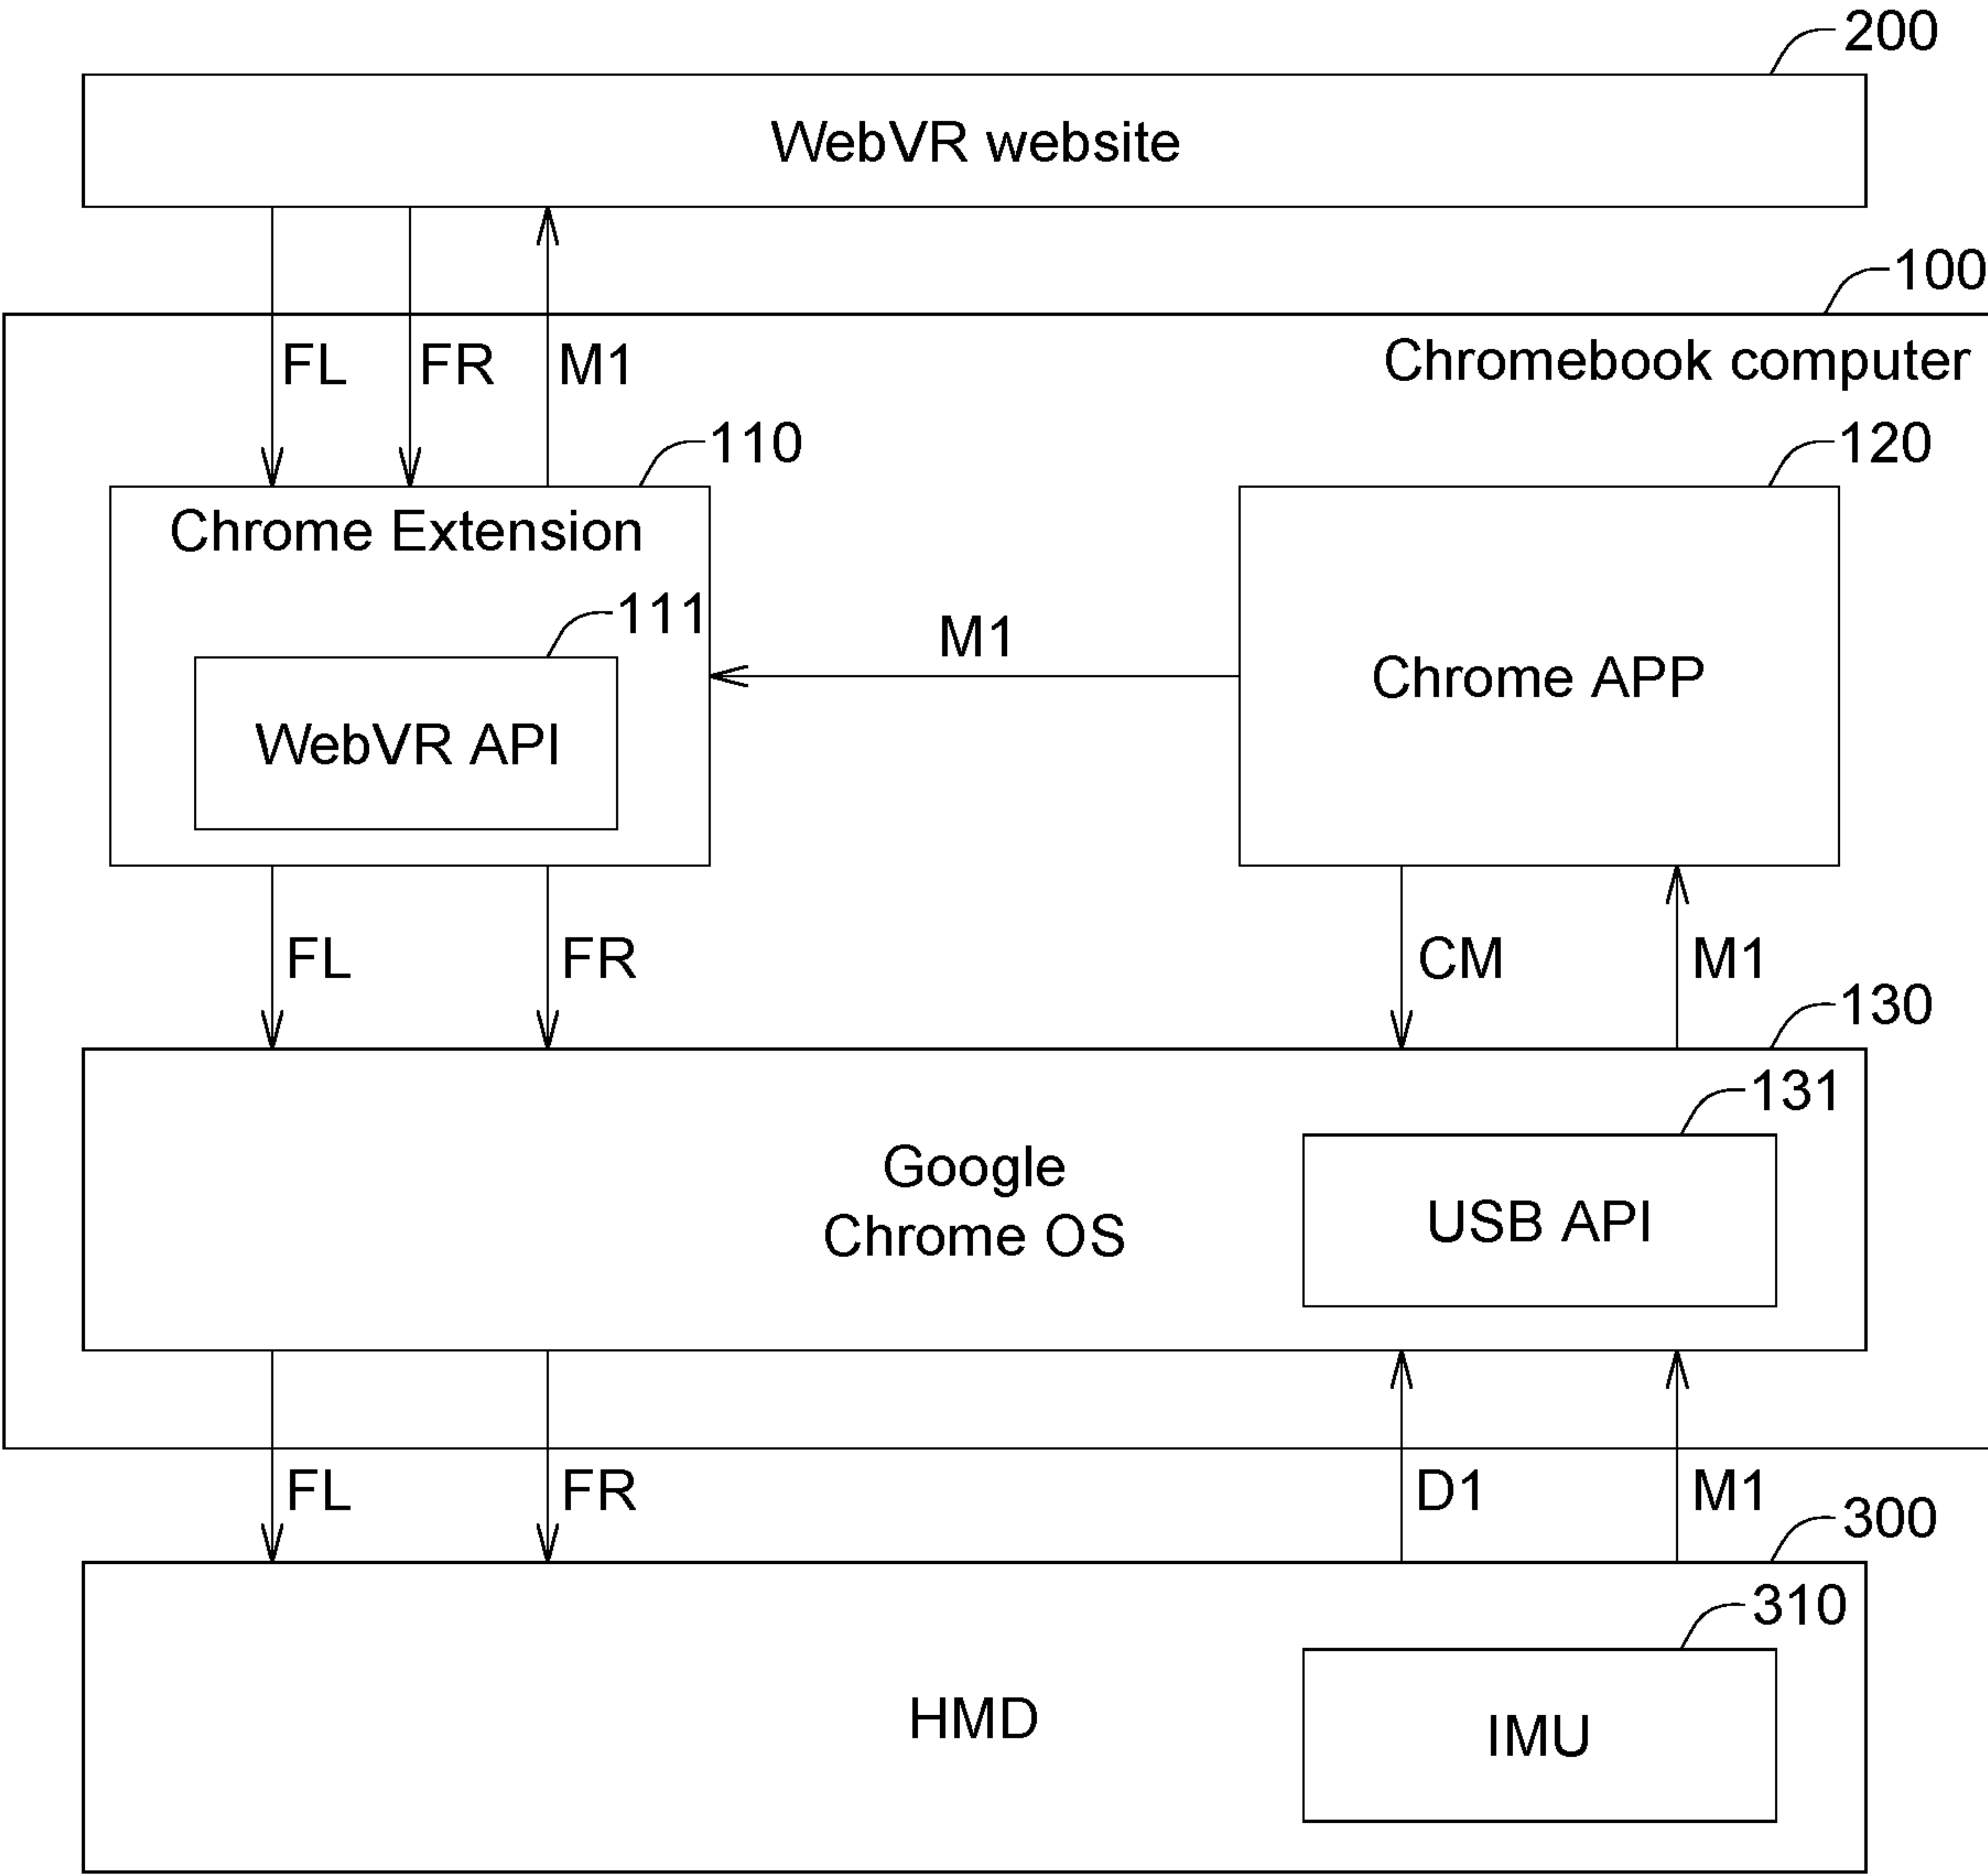 200
WebVR website
100
FL
FR
M1
Chromebook computer
110
120
Chrome Extension
111
M1
WebVR API
Chrome APP
FL
FR
CM
M1
130
131
Google
Chrome OS
USB API
FL
FR
D1
M1
300
310
HMD
IMU